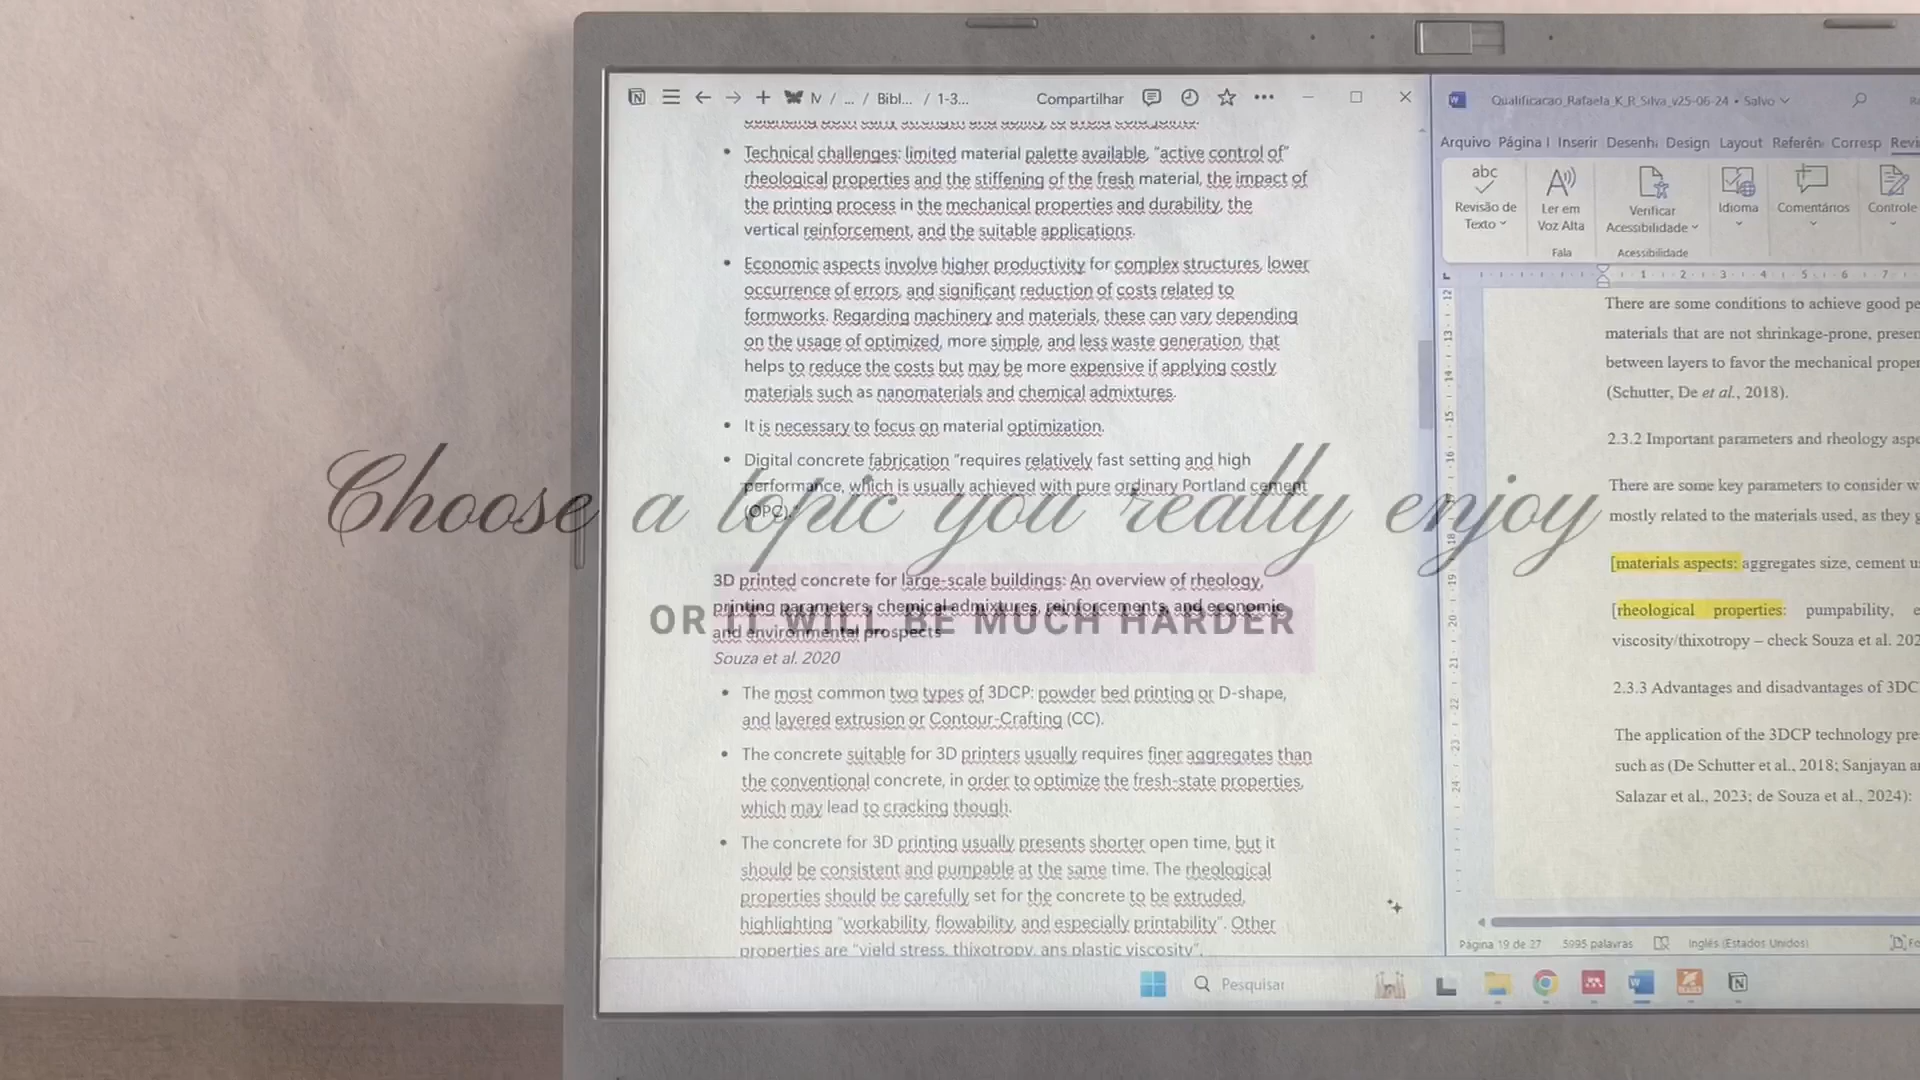 N / ... / Bibl... / 1-3...
Compartilhar
Technical challenges: limited material palette available, "active control of"
rheological properties and the stiffening of the fresh material, the impact of
the printing process in the mechanical properties and durability, the
vertical reinforcement, and the suitable applications.
Economic aspects involve higher productivity for complex structures, lower
occurrence of errors, and significant reduction of costs related to
formworks. Regarding machinery and materials, these can vary depending
on the usage of optimized, more simple, and less waste generation, that
helps to reduce the costs but may be more expensive if applying costly
materials such as nanomaterials and chemical admixtures.
It is necessary to focus on material optimization.
Digital concrete fabrication "requires relatively fast setting and high
performance, which is usually achieved with pure ordinary Portland cement
(OPC)."
Choose a topic you really enjoy
3D printed concrete for large-scale buildings: An overview of rheology,
printing parameters, chemical admixtures, reinforcements, and economic
OR IT WILL BE MUCH HARDER
and environmental prospects
Souza et al. 2020
The most common two types of 3DCP: powder bed printing or D-shape,
and layered extrusion or Contour-Crafting (CC).
The concrete suitable for 3D printers usually requires finer aggregates than
the conventional concrete, in order to optimize the fresh-state properties,
which may lead to cracking though.
The concrete for 3D printing usually presents shorter open time, but it
should be consistent and pumpable at the same time. The rheological
properties should be carefully set for the concrete to be extruded,
highlighting "workability, flowability, and especially printability". Other
properties are "yield stress, thixotropy, ans plastic viscosity".
Qualificacao_Rafaela_K_R_Silva_v25-06-24 • Salvo
Arquivo Página I Inserir Desenh Design Layout Referên Corresp Revi
abc
Revisão de
Texto
Ler em
Voz Alta
Fala
Verificar
Acessibilidade
Acessibilidade
Idioma
Comentários
Controle
1 2 3 4 5 6 7
There are some conditions to achieve good pe
materials that are not shrinkage-prone, presen
between layers to favor the mechanical proper
(Schutter, De et al., 2018).
2.3.2 Important parameters and rheology aspe
There are some key parameters to consider w
mostly related to the materials used, as they g
[materials aspects: aggregates size, cement u
[rheological properties: pumpability, e
viscosity/thixotropy – check Souza et al. 202
2.3.3 Advantages and disadvantages of 3DC
The application of the 3DCP technology pre
such as (De Schutter et al., 2018; Sanjayan a
Salazar et al., 2023; de Souza et al., 2024):
Página 19 de 27 5995 palavras Inglês (Estados Unidos)
Pesquisar